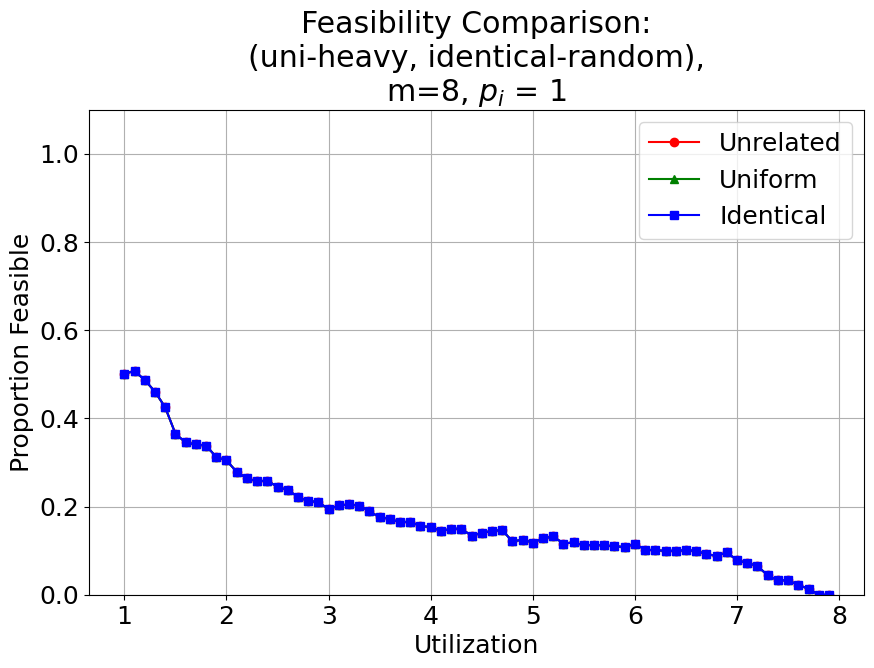 Feasibility Comparison:
(uni-heavy, identical-random),
m=8, $p_i$ = 1
Unrelated
Uniform
Identical
Proportion Feasible
1.0
0.8
0.6
0.4
0.2
0.0
1 2 3 4 5 6 7 8
Utilization